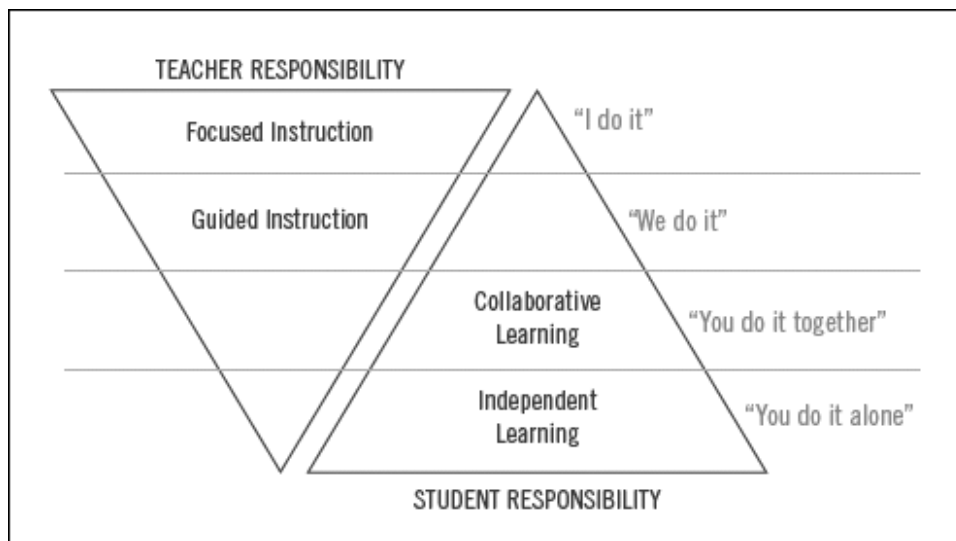 TEACHER RESPONSIBILITY
Focused Instruction
“I do it”
Guided Instruction
“We do it”
Collaborative
Learning
“You do it together”
Independent
Learning
“You do it alone”
STUDENT RESPONSIBILITY